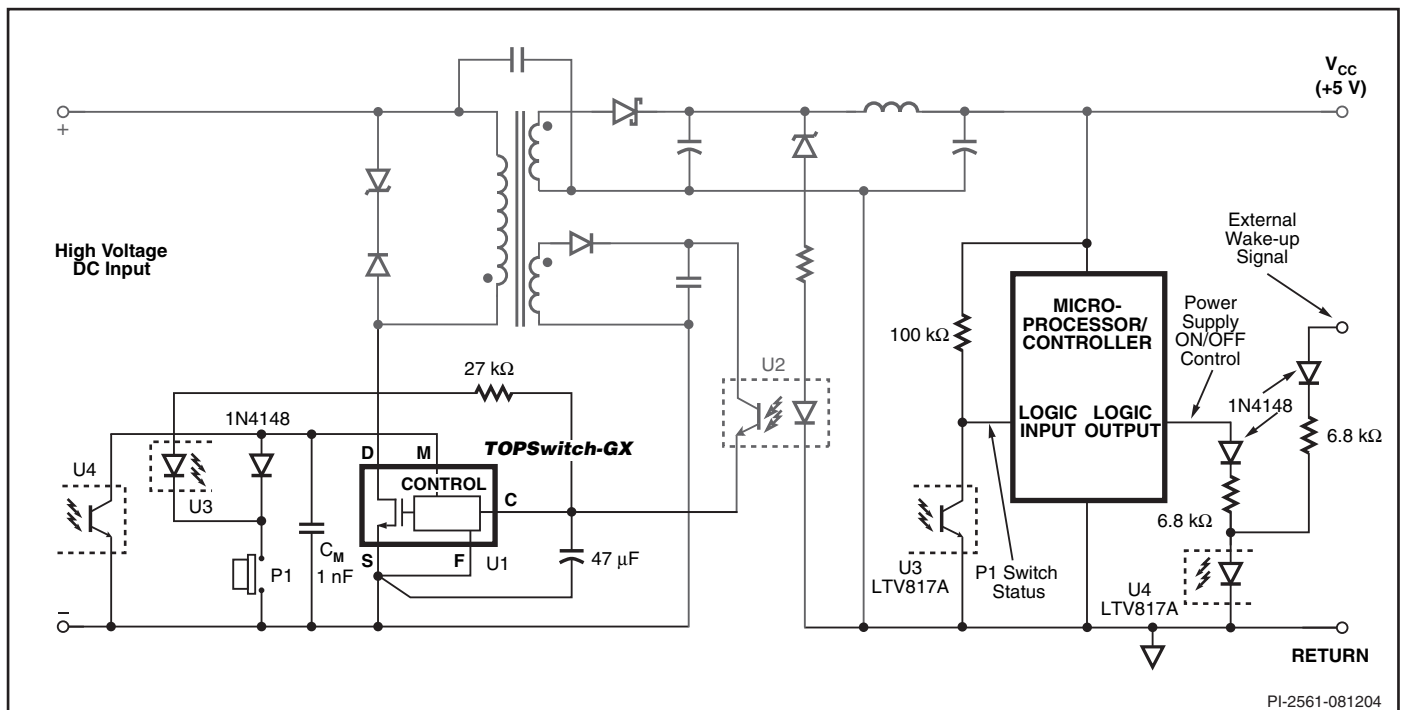 V_CC
(+5 V)
+
High Voltage
DC Input
External
Wake-up
Signal
MICRO-
PROCESSOR/
CONTROLLER
Power
Supply
ON/OFF
Control
100 kΩ
U2
27 kΩ
1N4148
1N4148
LOGIC
INPUT
LOGIC
OUTPUT
6.8 kΩ
TOPSwitch-GX
D
M
CONTROL
C
U4
U3
6.8 kΩ
C_M
1 nF
S
F
U1
47 μF
P1
U3
LTV817A
P1 Switch
Status
U4
LTV817A
–
RETURN
PI-2561-081204